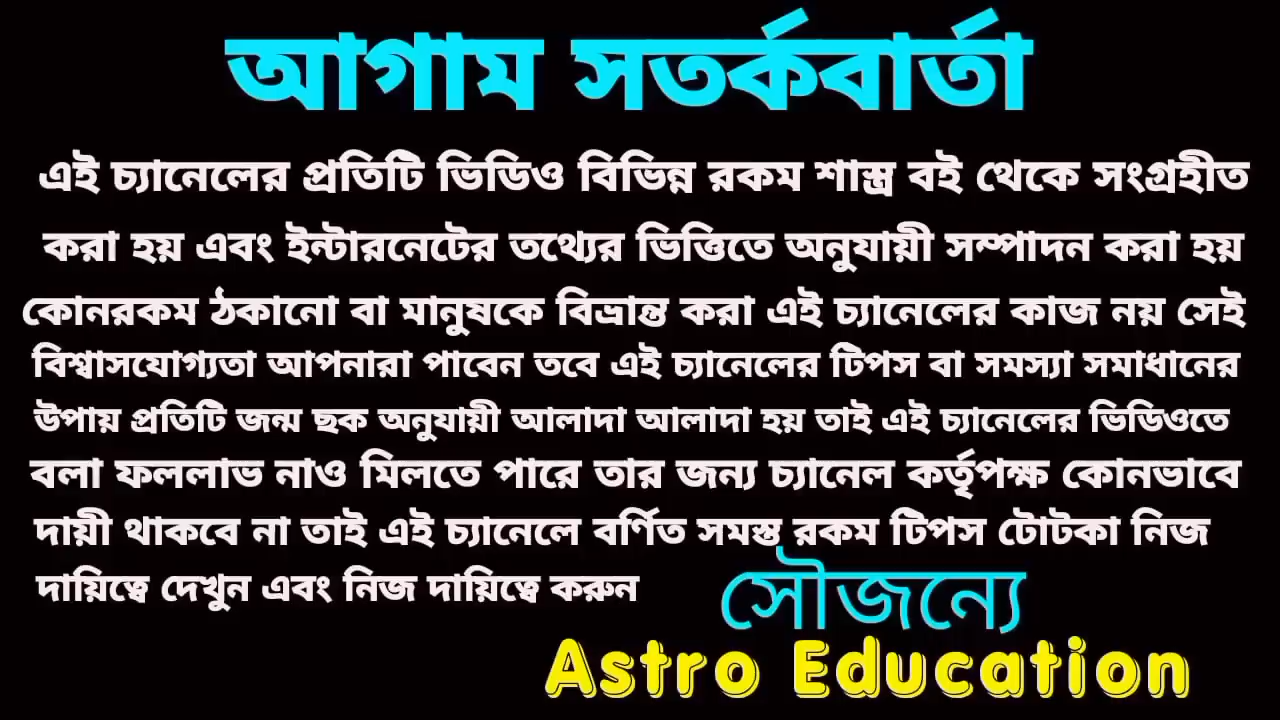 আগাম সতর্কবার্তা
এই চ্যানেলের প্রতিটি ভিডিও বিভিন্ন রকম শাস্ত্র বই থেকে সংগ্রহীত
করা হয় এবং ইন্টারনেটের তথ্যের ভিত্তিতে অনুযায়ী সম্পাদন করা হয়
কোনরকম ঠকানো বা মানুষকে বিভ্রান্ত করা এই চ্যানেলের কাজ নয় সেই
বিশ্বাসযোগ্যতা আপনারা পাবেন তবে এই চ্যানেলের টিপস বা সমস্যা সমাধানের
উপায় প্রতিটি জন্ম ছক অনুযায়ী আলাদা আলাদা হয় তাই এই চ্যানেলের ভিডিওতে
বলা ফললাভ নাও মিলতে পারে তার জন্য চ্যানেল কর্তৃপক্ষ কোনভাবে
দায়ী থাকবে না তাই এই চ্যানেলে বর্ণিত সমস্ত রকম টিপস টোটকা নিজ
দায়িত্বে দেখুন এবং নিজ দায়িত্বে করুন
সৌজন্যে
Astro Education